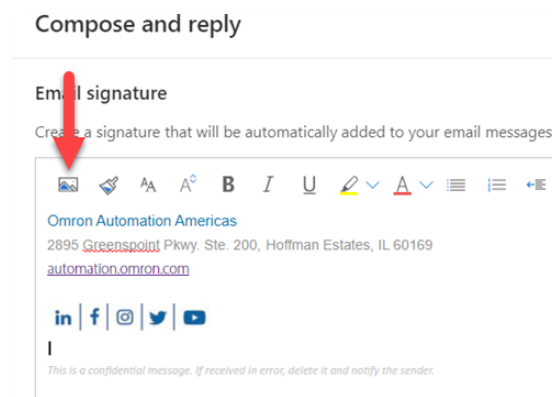 Compose and reply
Email signature
Create a signature that will be automatically added to your email messages
AA A B I U A
Omron Automation Americas
2895 Greenspoint Pkwy. Ste. 200, Hoffman Estates, IL 60169
automation.omron.com
in f
This is a confidential message. If received in error, delete it and notify the sender.